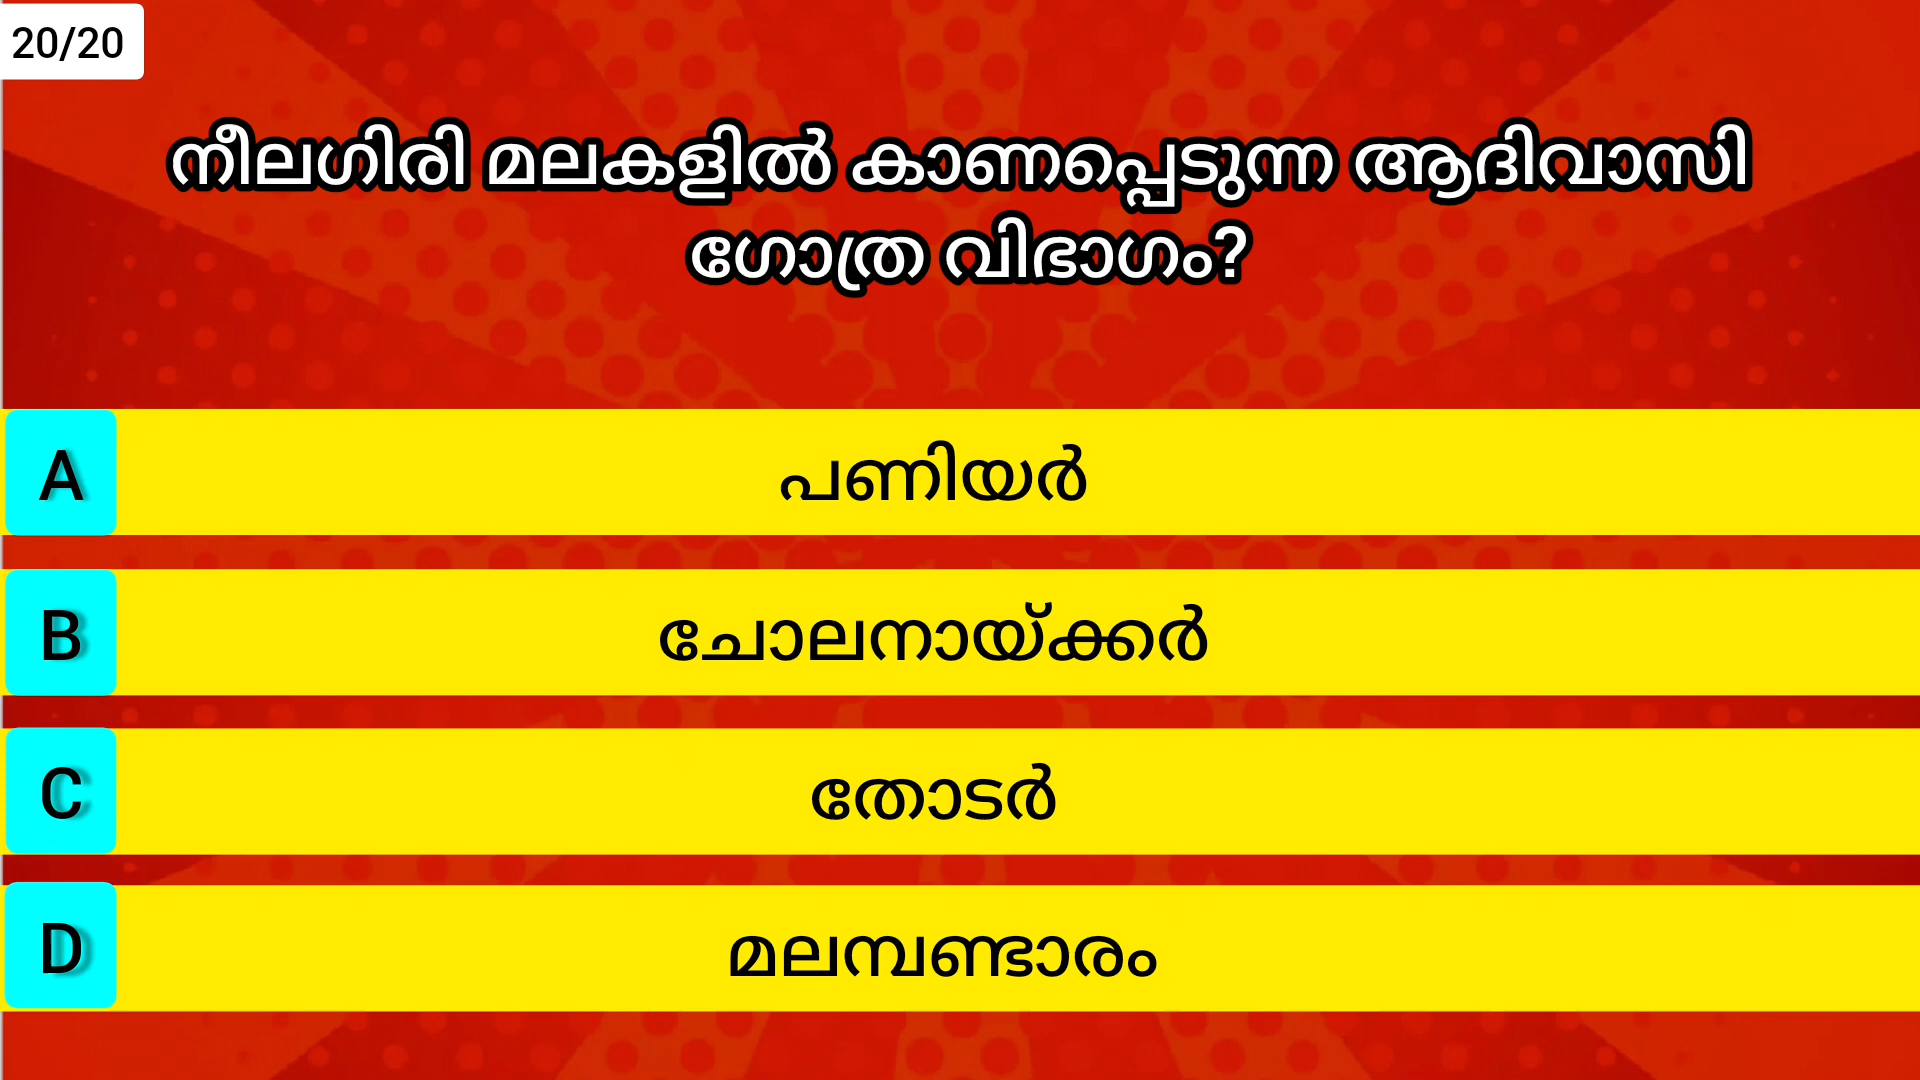 20/20
നീലഗിരി മലകളിൽ കാണപ്പെടുന്ന ആദിവാസി
ഗോത്ര വിഭാഗം?
A പണിയർ
B ചോലനായ്ക്കർ
C തോടർ
D മലമ്പണ്ടാരം